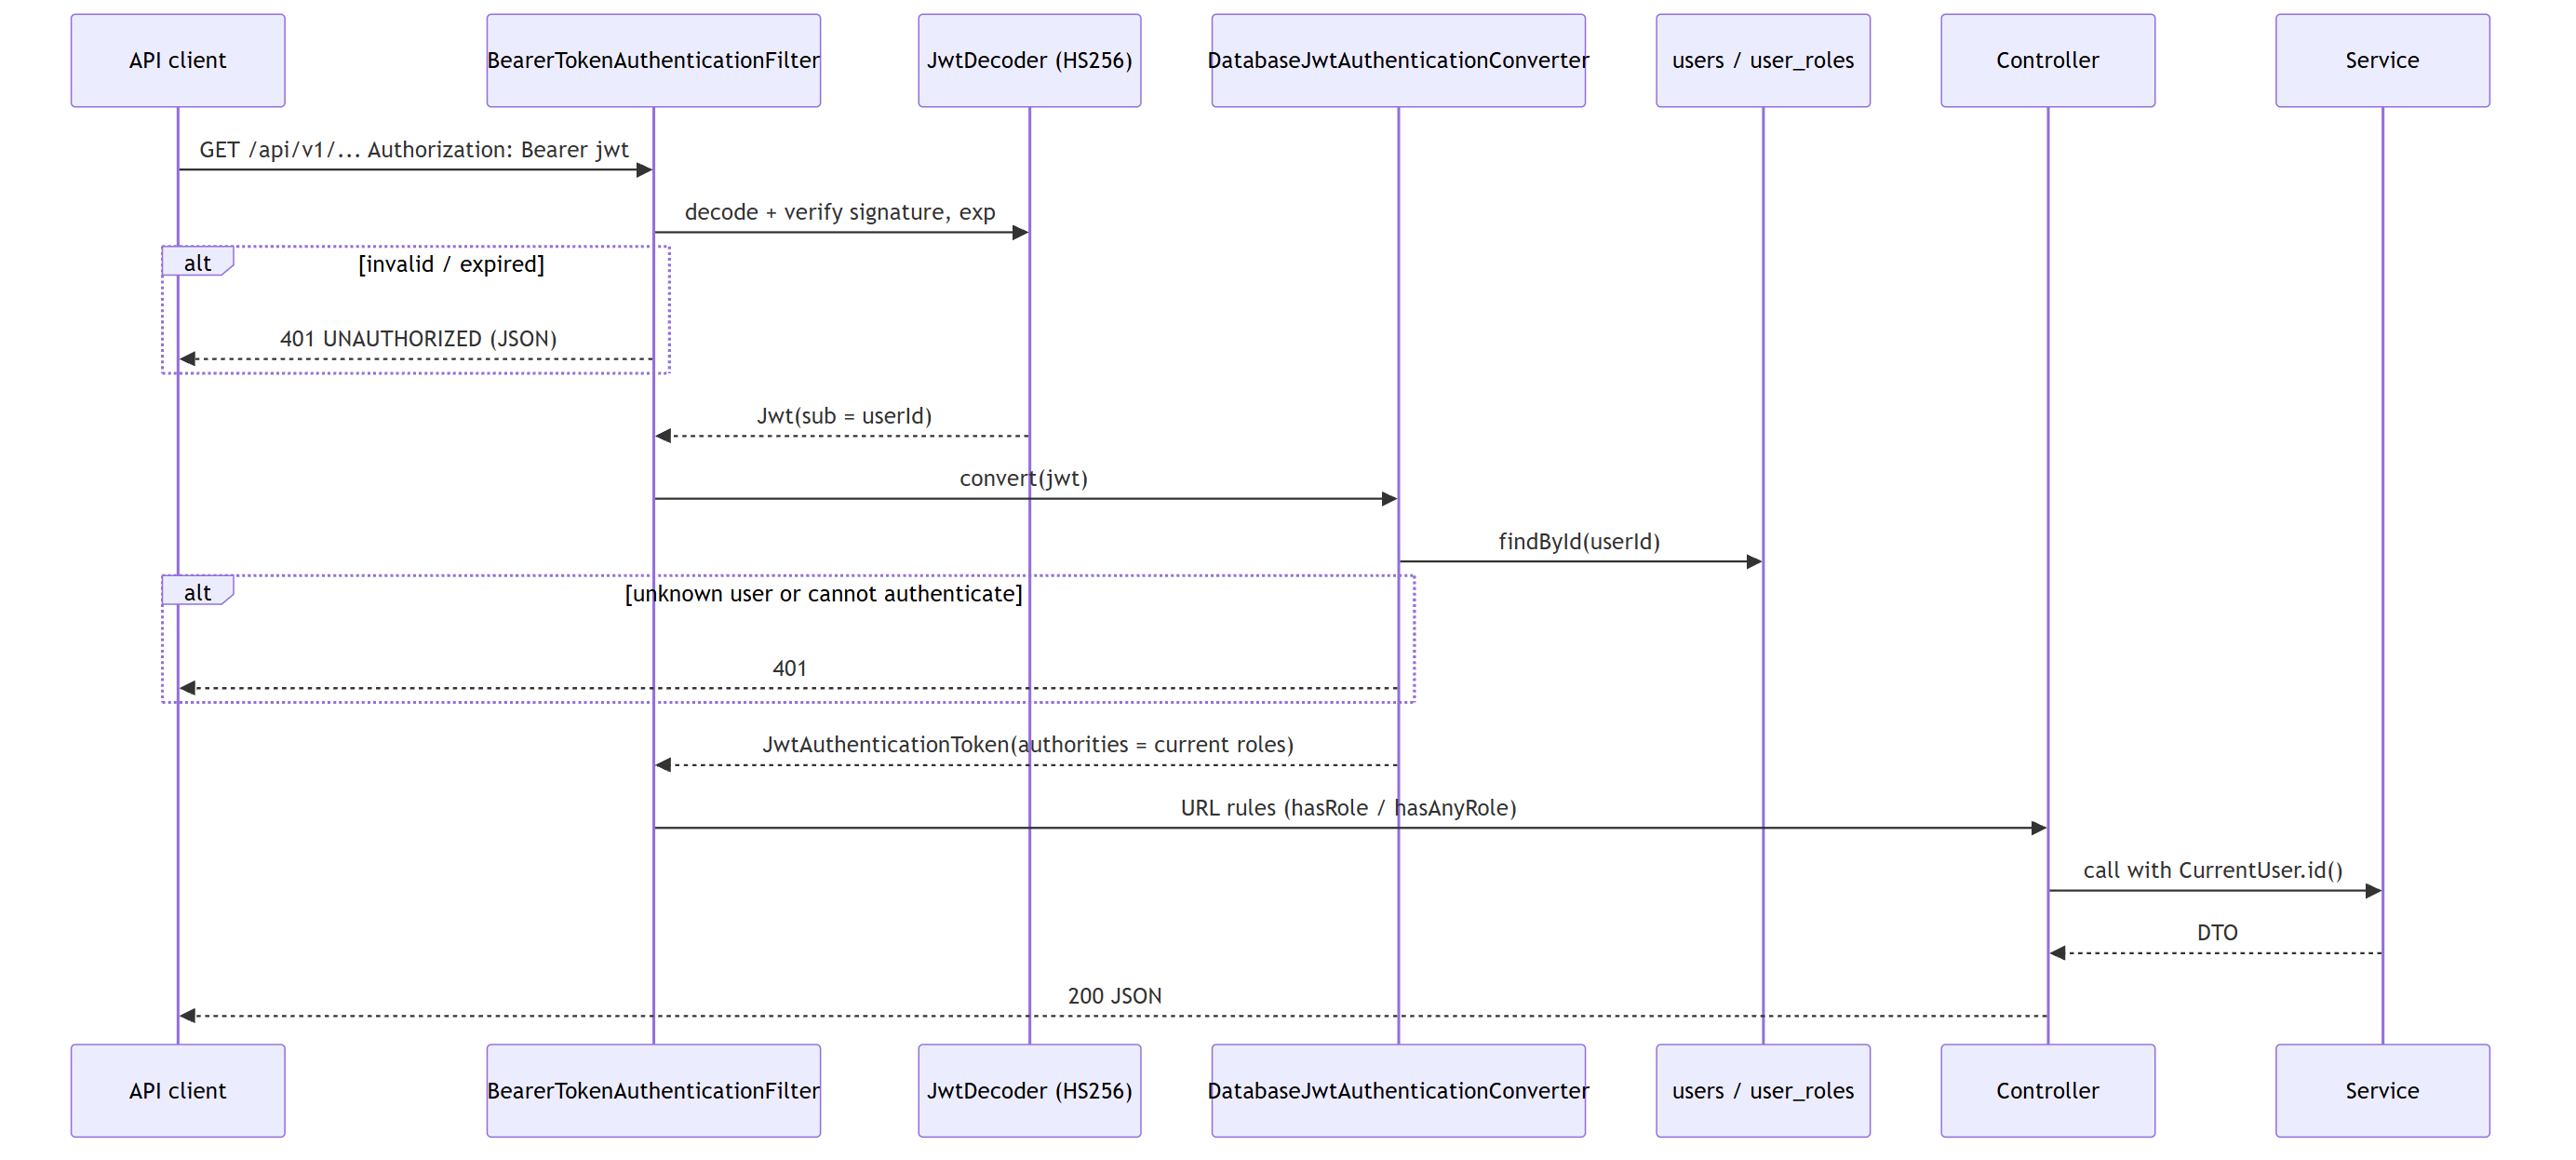 API client
BearerTokenAuthenticationFilter
JwtDecoder (HS256)
DatabaseJwtAuthenticationConverter
users / user_roles
Controller
Service
GET /api/v1/... Authorization: Bearer jwt
decode + verify signature, exp
alt
[invalid / expired]
401 UNAUTHORIZED (JSON)
Jwt(sub = userId)
convert(jwt)
findById(userId)
alt
[unknown user or cannot authenticate]
401
JwtAuthenticationToken(authorities = current roles)
URL rules (hasRole / hasAnyRole)
call with CurrentUser.id()
DTO
200 JSON
API client
BearerTokenAuthenticationFilter
JwtDecoder (HS256)
DatabaseJwtAuthenticationConverter
users / user_roles
Controller
Service